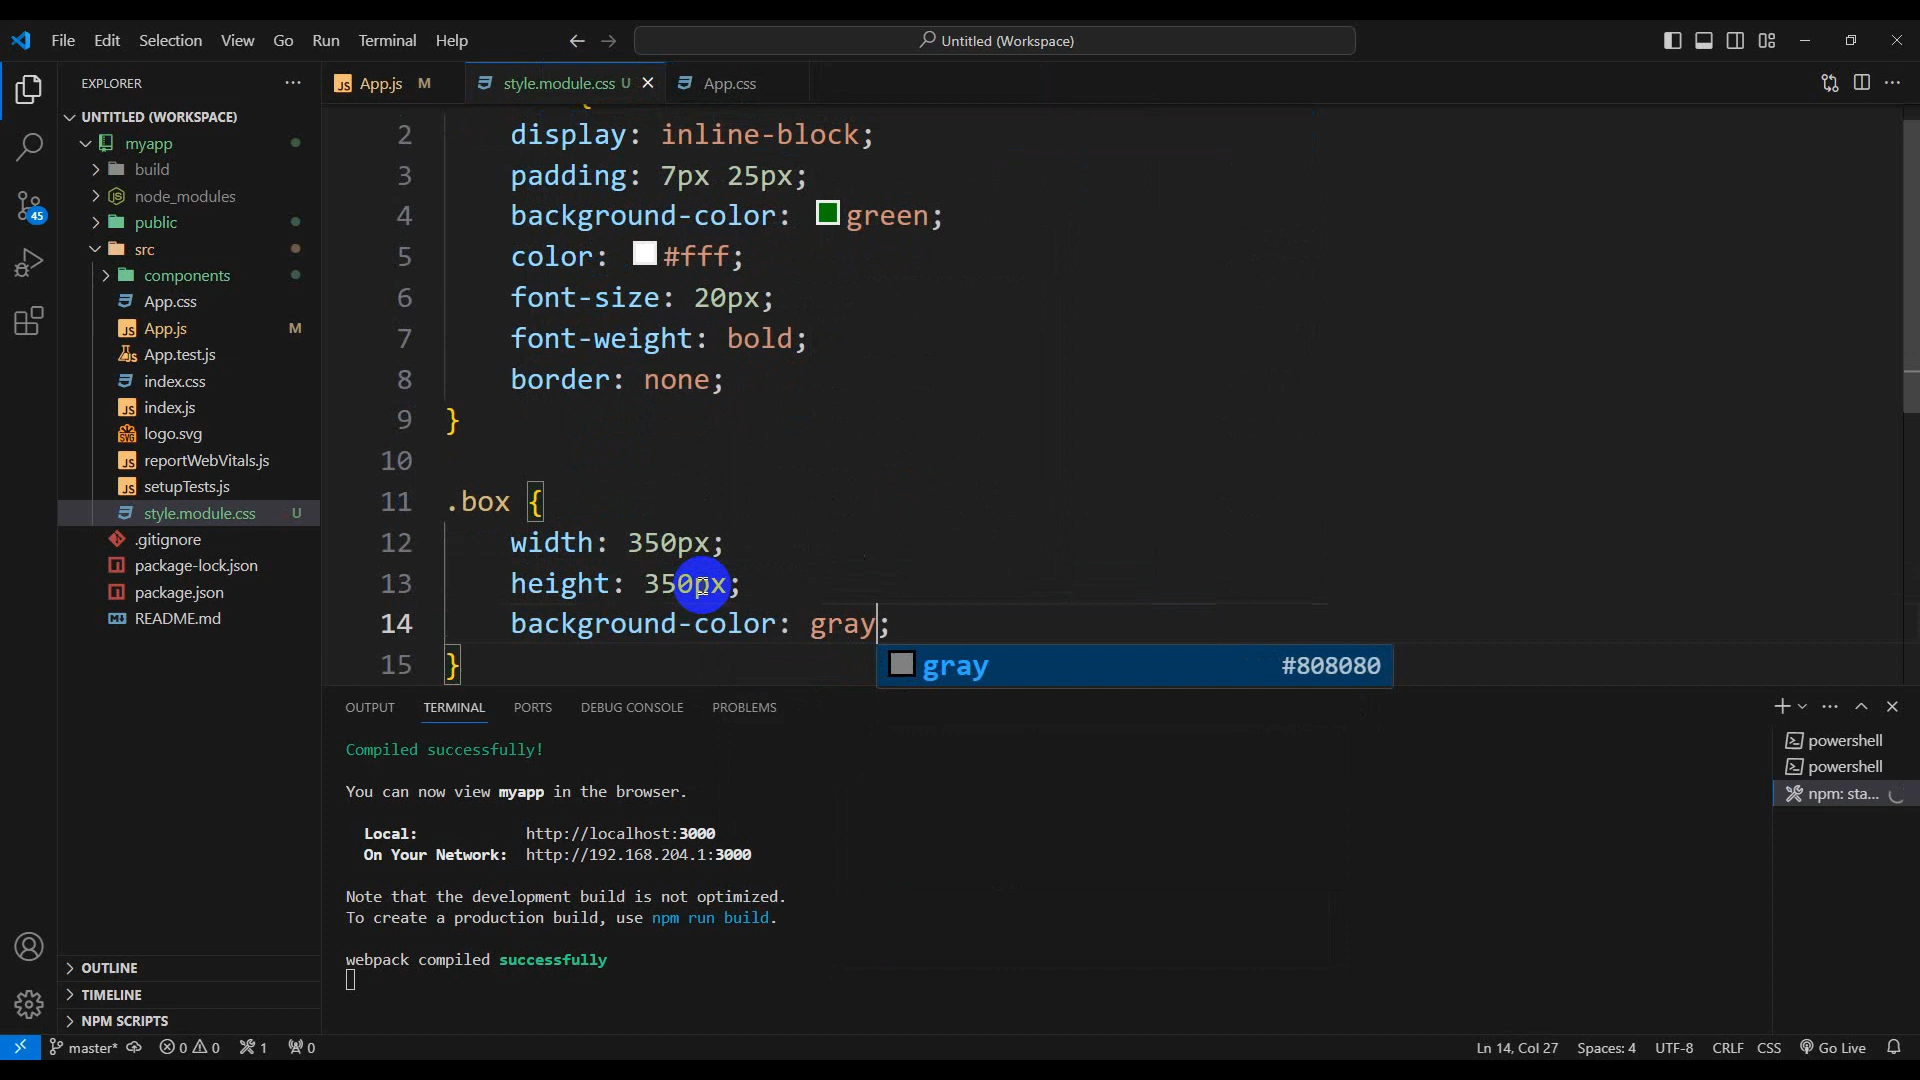 File Edit Selection View Go Run Terminal Help
Untitled (Workspace)
EXPLORER
UNTITLED (WORKSPACE)
myapp
build
node_modules
public
src
components
App.css
JS App.js M
App.test.js
index.css
JS index.js
SVG logo.svg
JS reportWebVitals.js
JS setupTests.js
style.module.css U
.gitignore
package-lock.json
package.json
README.md
OUTLINE
TIMELINE
NPM SCRIPTS
45
JS App.js M style.module.css U App.css
2 display: inline-block;
3 padding: 7px 25px;
4 background-color: green;
5 color: #fff;
6 font-size: 20px;
7 font-weight: bold;
8 border: none;
9 }
10
11 .box {
12 width: 350px;
13 height: 350px;
14 background-color: gray;
15 }
gray #808080
OUTPUT TERMINAL PORTS DEBUG CONSOLE PROBLEMS
Compiled successfully!
You can now view myapp in the browser.
Local: http://localhost:3000
On Your Network: http://192.168.204.1:3000
Note that the development build is not optimized.
To create a production build, use npm run build.
webpack compiled successfully
powershell
powershell
npm: sta...
master* 0 0 1 0
Ln 14, Col 27 Spaces: 4 UTF-8 CRLF CSS Go Live